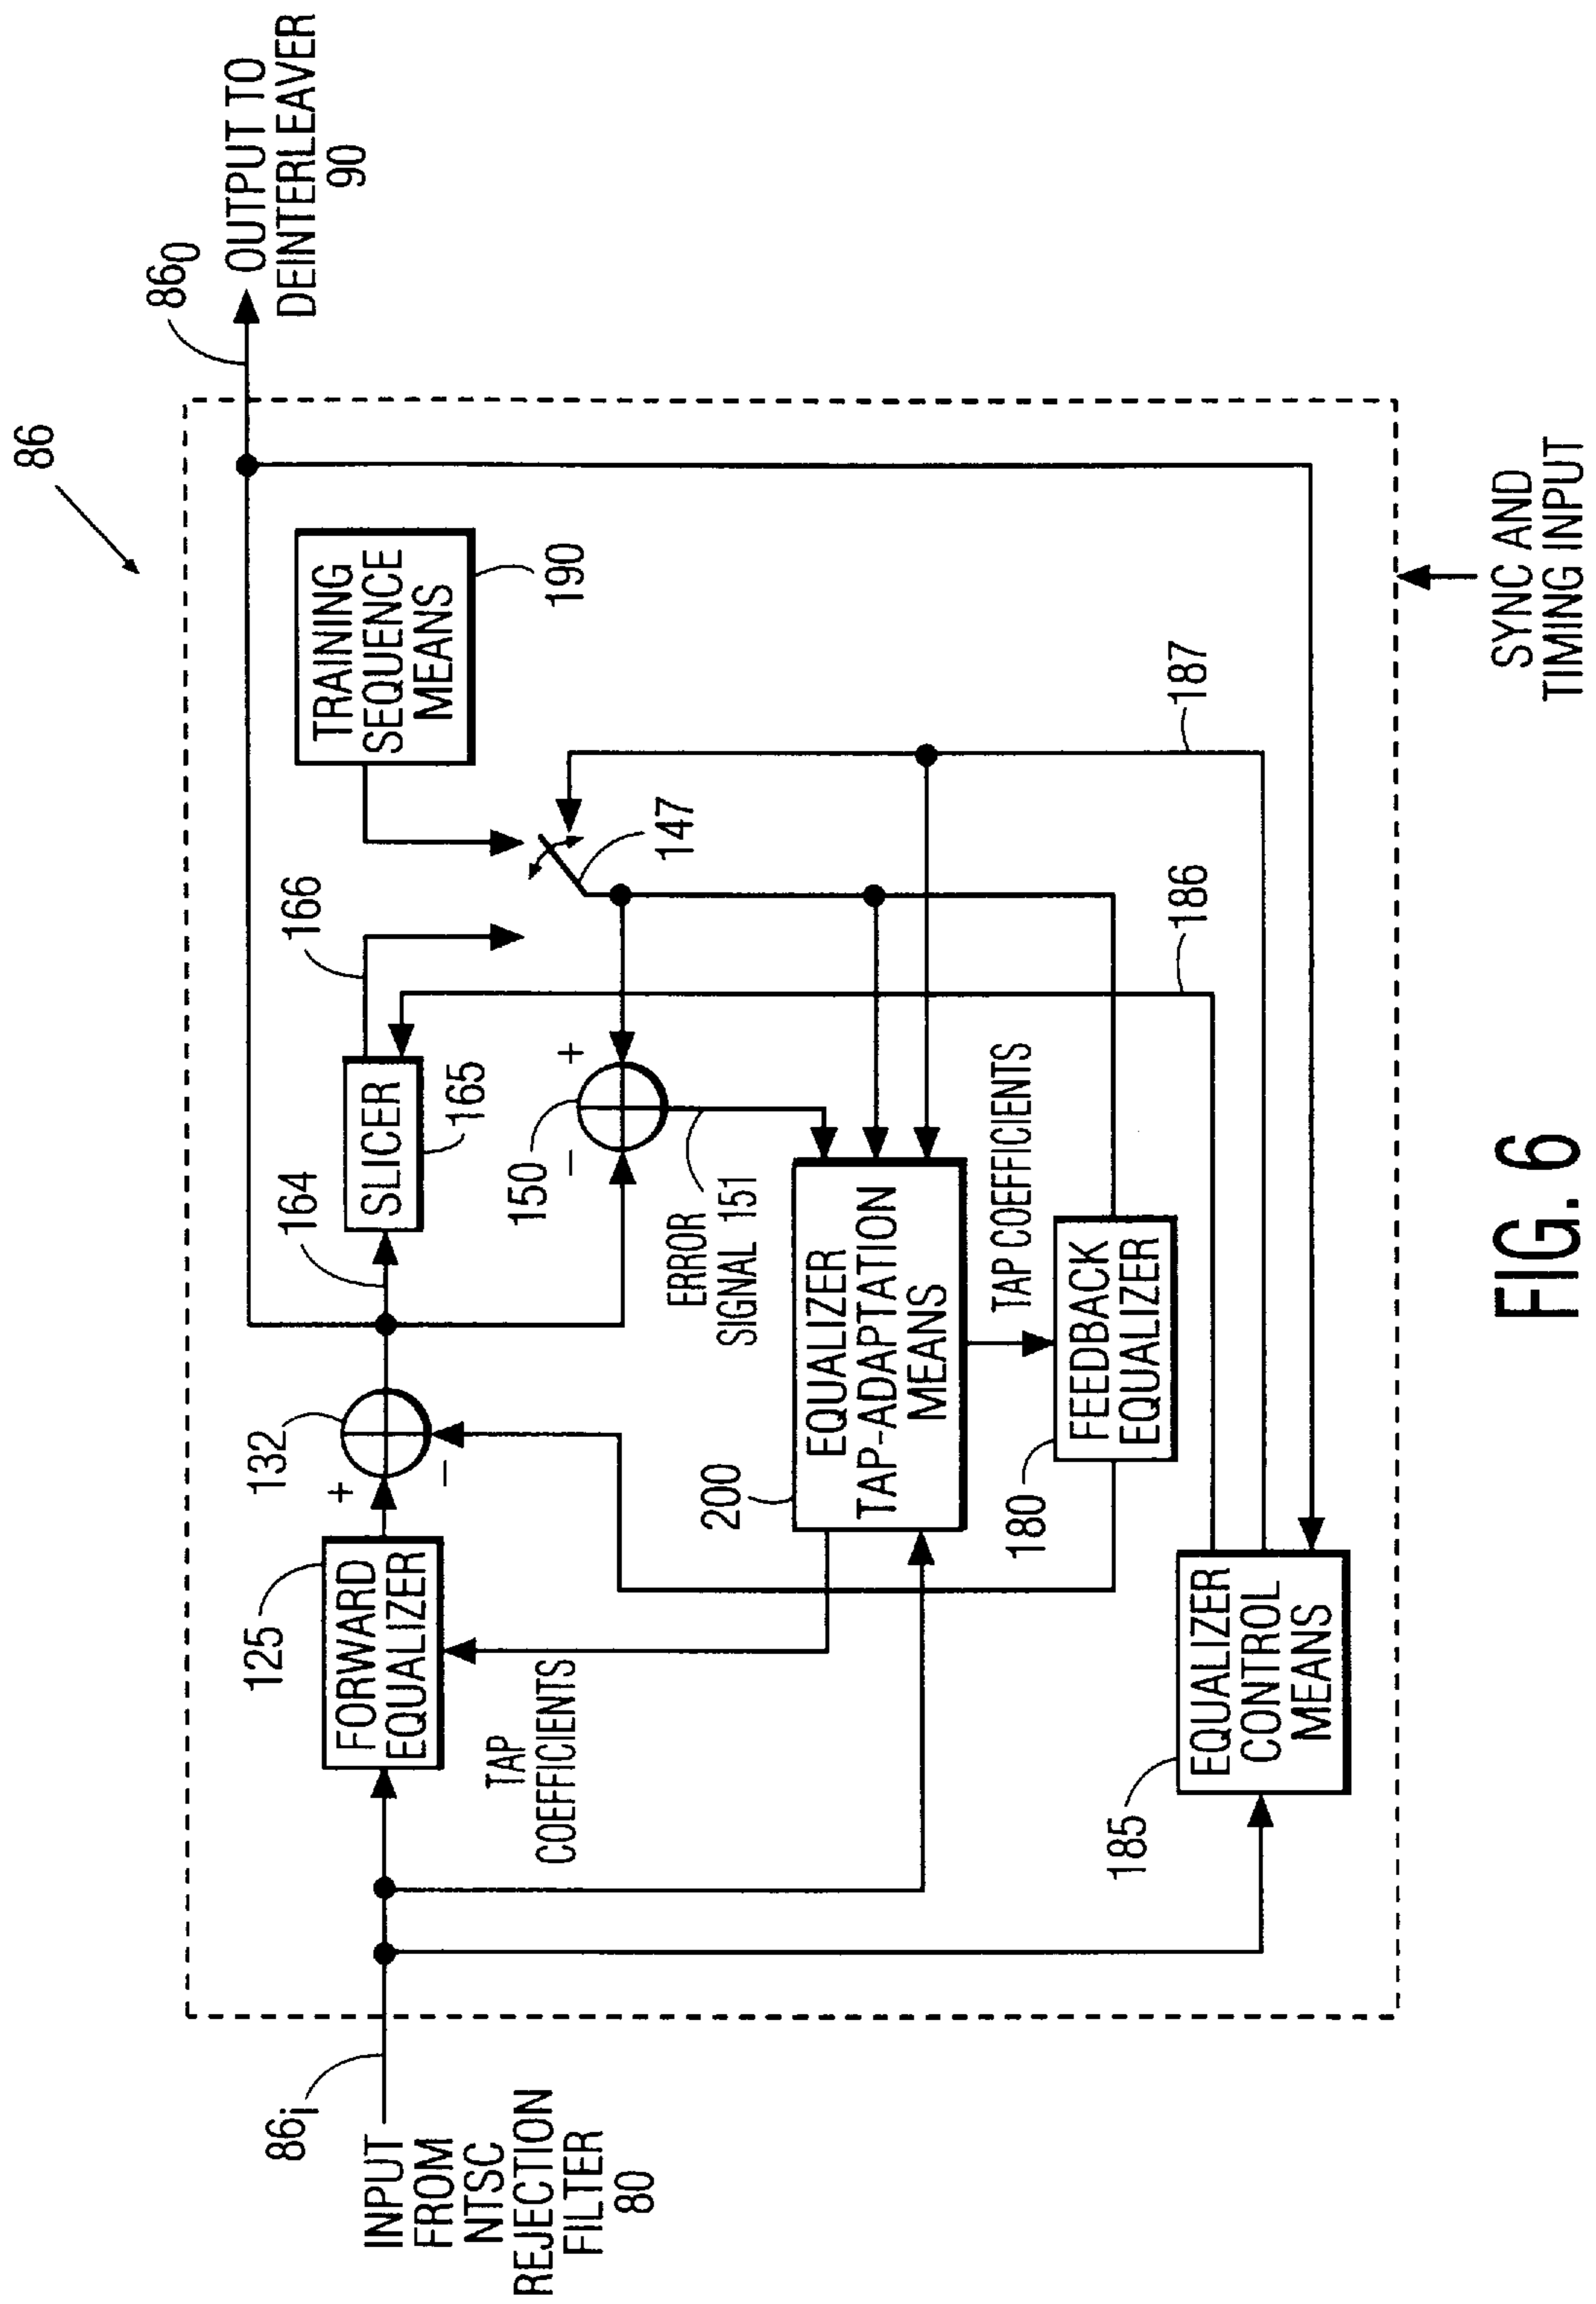 86
86i
INPUT
FROM
NTSC
REJECTION
FILTER
80
125
FORWARD
EQUALIZER
TAP
COEFFICIENTS
132
+
−
164
SLICER
165
166
TRAINING
SEQUENCE
MEANS
190
860
OUTPUT TO
DEINTERLEAVER
90
147
150
−
+
ERROR
SIGNAL 151
200
EQUALIZER
TAP-ADAPTATION
MEANS
TAP COEFFICIENTS
180
FEEDBACK
EQUALIZER
185
EQUALIZER
CONTROL
MEANS
186
187
SYNC AND
TIMING INPUT
FIG. 6